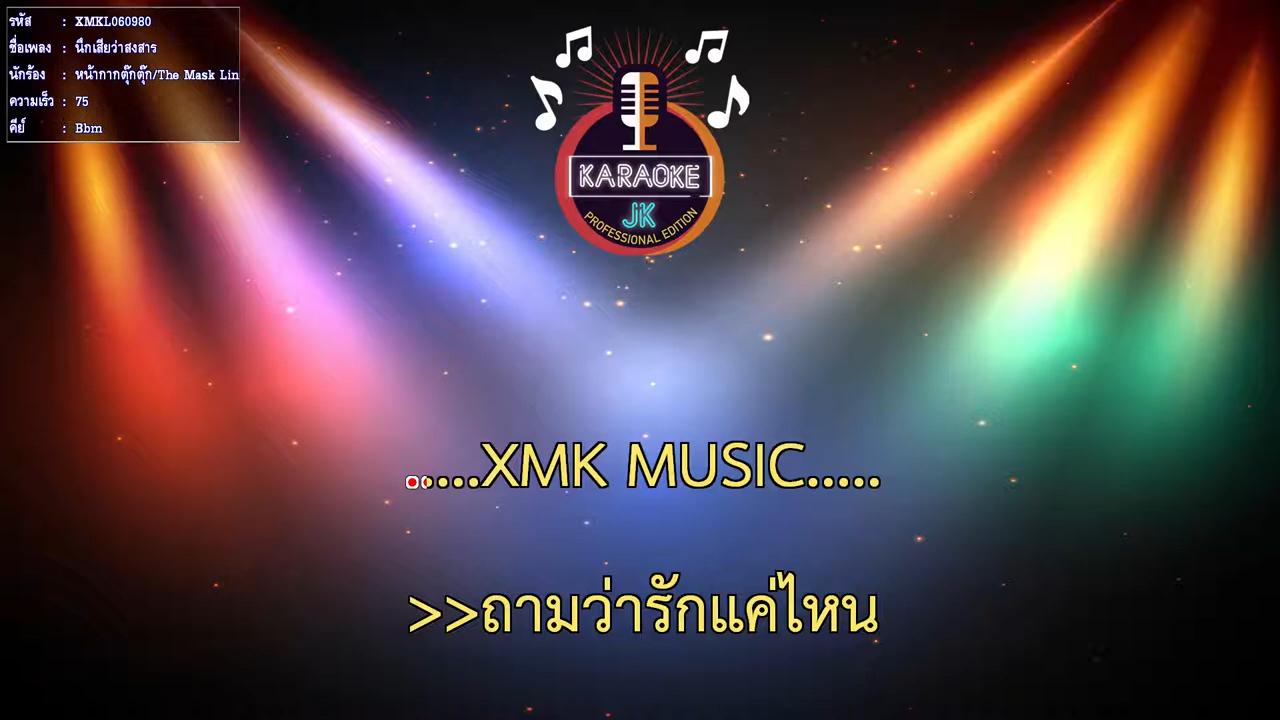 รหัส : XMKL060980
ชื่อเพลง : นึกเสียว่าสงสาร
นักร้อง : หน้ากากตุ๊กตุ๊ก/The Mask Lin
ความเร็ว : 75
คีย์ : Bbm
KARAOKE
JK
PROFESSIONAL EDITION
.....XMK MUSIC.....
>>ถามว่ารักแค่ไหน